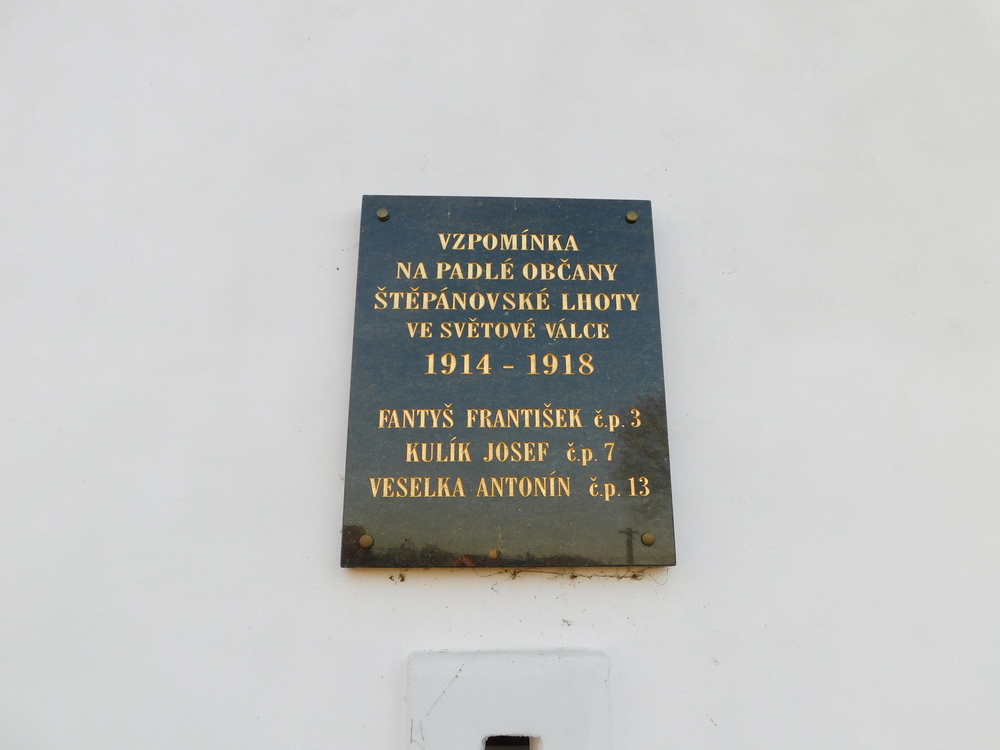 VZPOMÍNKA
NA PADLÉ OBČANY
ŠTĚPÁNOVSKÉ LHOTY
VE SVĚTOVÉ VÁLCE
1914 - 1918
FANTYŠ FRANTIŠEK č.p. 3
KULÍK JOSEF č.p. 7
VESELKA ANTONÍN č.p. 13